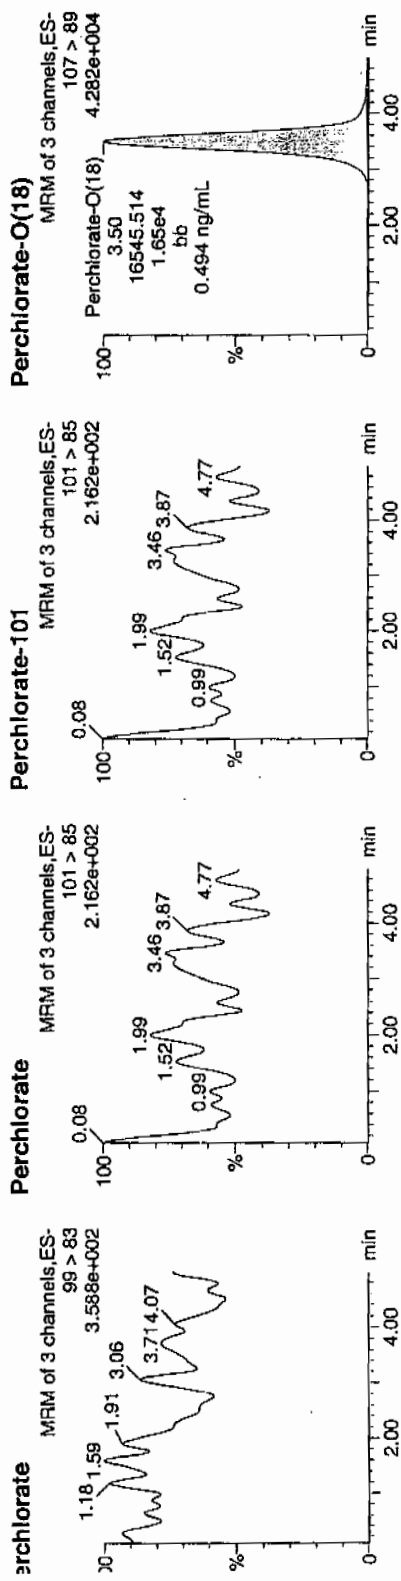 erchlorate
MRM of 3 channels,ES-
99 > 83
3.588e+002
1.18
1.59
1.91
3.06
3.71
4.07
00
%
0
2.00
4.00
min
Perchlorate
MRM of 3 channels,ES-
101 > 85
2.162e+002
0.08
0.99
1.52
1.99
3.46
3.87
4.77
100
%
0
2.00
4.00
min
Perchlorate-101
MRM of 3 channels,ES-
101 > 85
2.162e+002
0.08
0.99
1.52
1.99
3.46
3.87
4.77
100
%
0
2.00
4.00
min
Perchlorate-O(18)
MRM of 3 channels,ES-
107 > 89
4.282e+004
Perchlorate-O(18)
3.50
16545.514
1.65e4
bb
0.494 ng/mL
100
%
0
2.00
4.00
min